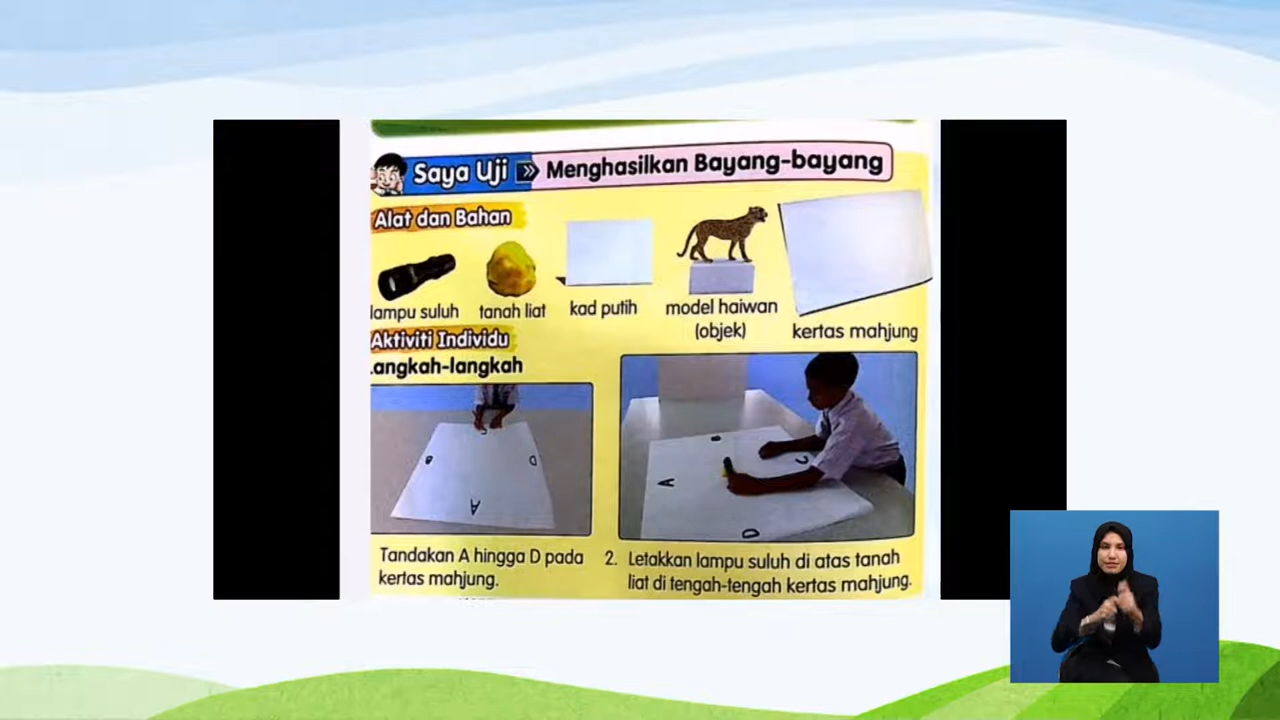 Saya Uji » Menghasilkan Bayang-bayang
Alat dan Bahan
lampu suluh
tanah liat
kad putih
model haiwan
(objek)
kertas mahjung
Aktiviti Individu
Langkah-langkah
B
C
D
A
B
C
A
D
Tandakan A hingga D pada
kertas mahjung.
2. Letakkan lampu suluh di atas tanah
liat di tengah-tengah kertas mahjung.